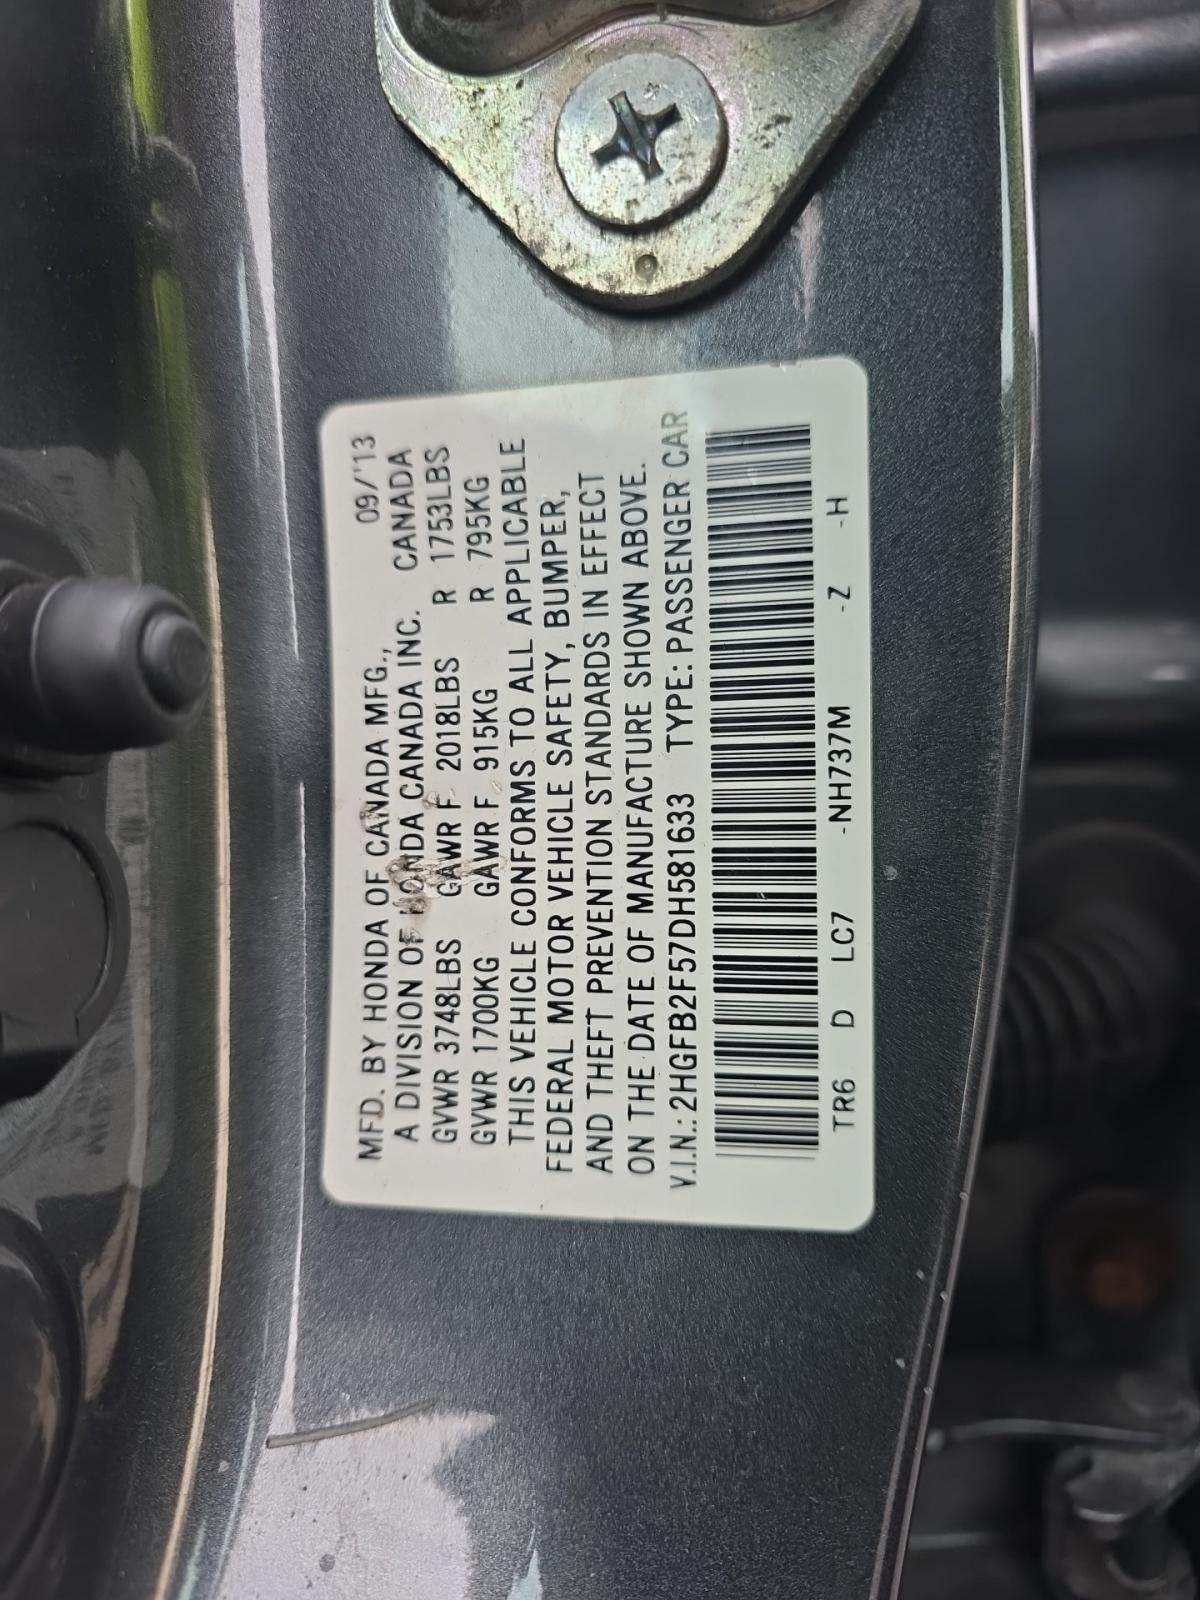 MFD. BY HONDA OF CANADA MFG., 09/'13
A DIVISION OF HONDA CANADA INC. CANADA
GVWR 3748LBS GAWR F 2018LBS R 1753LBS
GVWR 1700KG GAWR F 915KG R 795KG
THIS VEHICLE CONFORMS TO ALL APPLICABLE
FEDERAL MOTOR VEHICLE SAFETY, BUMPER,
AND THEFT PREVENTION STANDARDS IN EFFECT
ON THE DATE OF MANUFACTURE SHOWN ABOVE.
V.I.N.: 2HGFB2F57DH581633 TYPE: PASSENGER CAR
TR6 D LC7 -NH737M -Z -H